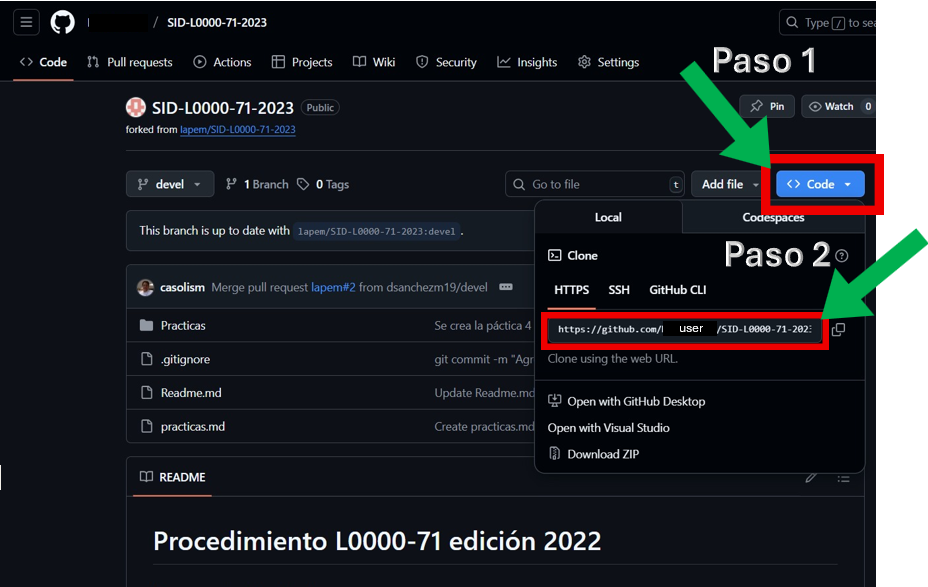 / SID-L0000-71-2023
Type / to sea
Code Pull requests Actions Projects Wiki Security Insights Settings
Paso 1
SID-L0000-71-2023 Public
Pin Watch 0
forked from lapem/SID-L0000-71-2023
devel 1 Branch 0 Tags
Go to file t Add file Code
Local Codespaces
This branch is up to date with lapem/SID-L0000-71-2023:devel .
Paso 2
Clone
casolism Merge pull request lapem#2 from dsanchezm19/devel
HTTPS SSH GitHub CLI
Practicas Se crea la páctica 4
https://github.com/ user /SID-L0000-71-202
.gitignore git commit -m "Agr
Clone using the web URL.
Readme.md Update Readme.md
Open with GitHub Desktop
practicas.md Create practicas.md
Open with Visual Studio
Download ZIP
README
Procedimiento L0000-71 edición 2022